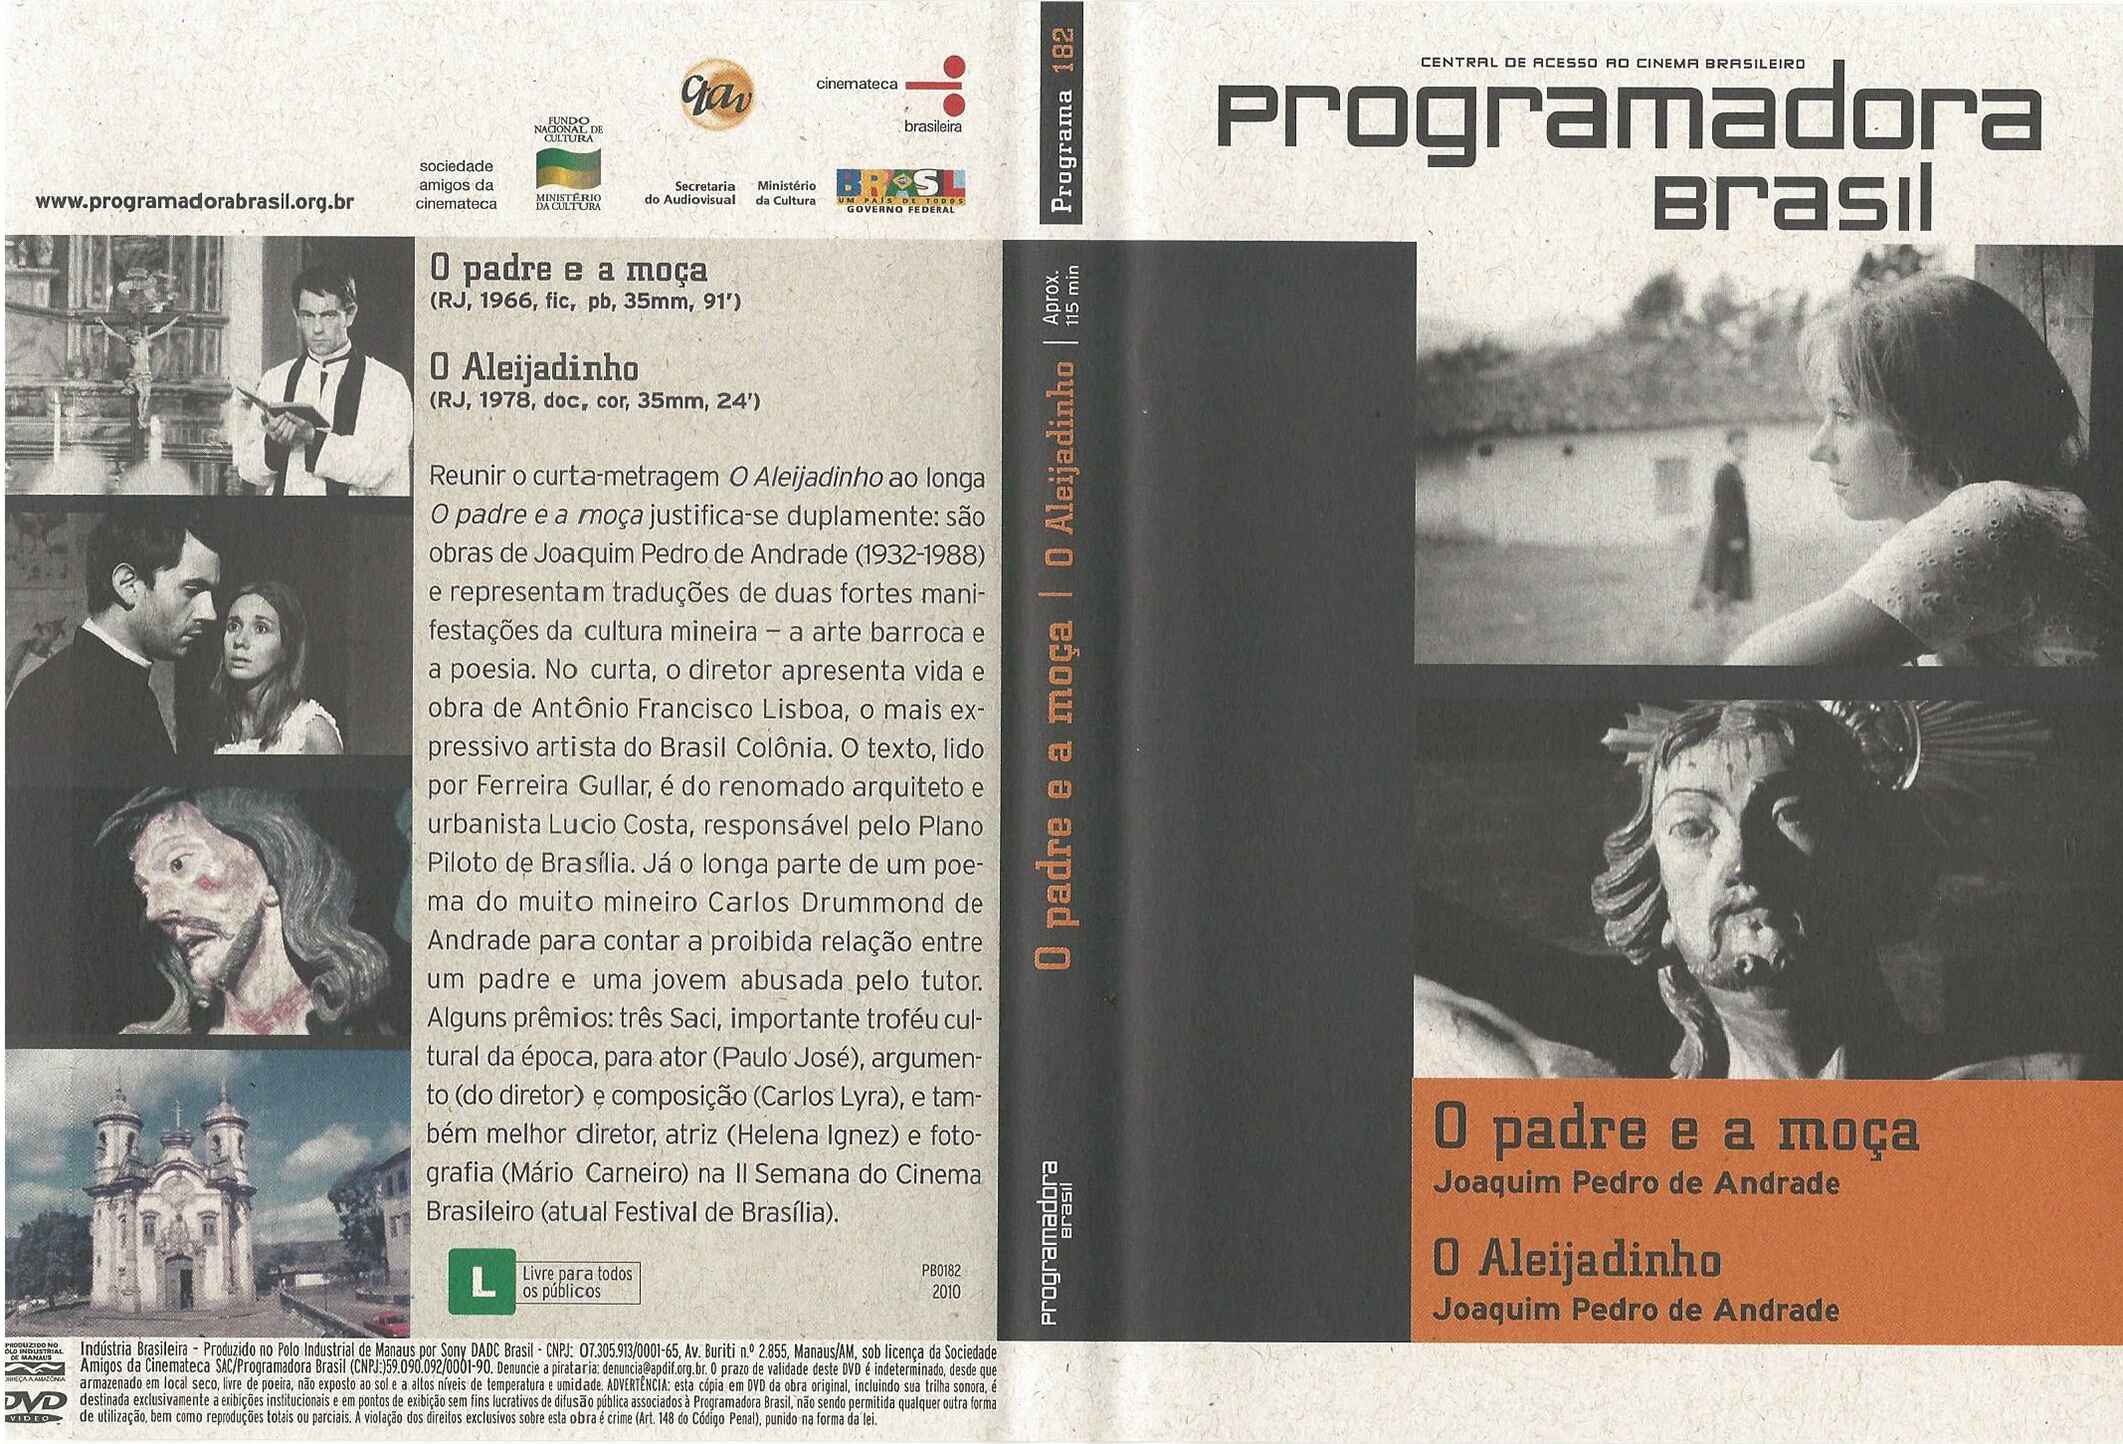 www.programadorabrasil.org.br
sociedade
amigos da
cinemateca
FUNDO
NACIONAL DE
CULTURA
MINISTÉRIO
DA CULTURA
qav
Secretaria
do Audiovisual
Ministério
da Cultura
cinemateca
brasileira
BRASIL
UM PAÍS DE TODOS
GOVERNO FEDERAL
O padre e a moça
(RJ, 1966, fic, pb, 35mm, 91’)
O Aleijadinho
(RJ, 1978, doc, cor, 35mm, 24’)
Reunir o curta-metragem O Aleijadinho ao longa
O padre e a moça justifica-se duplamente: são
obras de Joaquim Pedro de Andrade (1932-1988)
e representam traduções de duas fortes mani-
festações da cultura mineira – a arte barroca e
a poesia. No curta, o diretor apresenta vida e
obra de Antônio Francisco Lisboa, o mais ex-
pressivo artista do Brasil Colônia. O texto, lido
por Ferreira Gullar, é do renomado arquiteto e
urbanista Lucio Costa, responsável pelo Plano
Piloto de Brasília. Já o longa parte de um poe-
ma do muito mineiro Carlos Drummond de
Andrade para contar a proibida relação entre
um padre e uma jovem abusada pelo tutor.
Alguns prêmios: três Saci, importante troféu cul-
tural da época, para ator (Paulo José), argumen-
to (do diretor) e composição (Carlos Lyra), e tam-
bém melhor diretor, atriz (Helena Ignez) e foto-
grafia (Mário Carneiro) na II Semana do Cinema
Brasileiro (atual Festival de Brasília).
L
Livre para todos
os públicos
PB0182
2010
PRODUZIDO NO
POLO INDUSTRIAL
DE MANAUS
CONHEÇA A AMAZÔNIA
DVD
VIDEO
Indústria Brasileira - Produzido no Polo Industrial de Manaus por Sony DADC Brasil - CNPJ: 07.305.913/0001-65, Av. Buriti n.º 2.855, Manaus/AM, sob licença da Sociedade
Amigos da Cinemateca SAC/Programadora Brasil (CNPJ:)59.090.092/0001-90. Denuncie a pirataria: denuncia@apdif.org.br. O prazo de validade deste DVD é indeterminado, desde que
armazenado em local seco, livre de poeira, não exposto ao sol e a altos níveis de temperatura e umidade. ADVERTÊNCIA: esta cópia em DVD da obra original, incluindo sua trilha sonora, é
destinada exclusivamente a exibições institucionais e em pontos de exibição sem fins lucrativos de difusão pública associados à Programadora Brasil, não sendo permitida qualquer outra forma
de utilização, bem como reproduções totais ou parciais. A violação dos direitos exclusivos sobre esta obra é crime (Art. 148 do Código Penal), punido na forma da lei.
Programa 182
O padre e a moça | O Aleijadinho | Aprox.
115 min
programadora
Brasil
CENTRAL DE ACESSO AO CINEMA BRASILEIRO
programadora
Brasil
O padre e a moça
Joaquim Pedro de Andrade
O Aleijadinho
Joaquim Pedro de Andrade